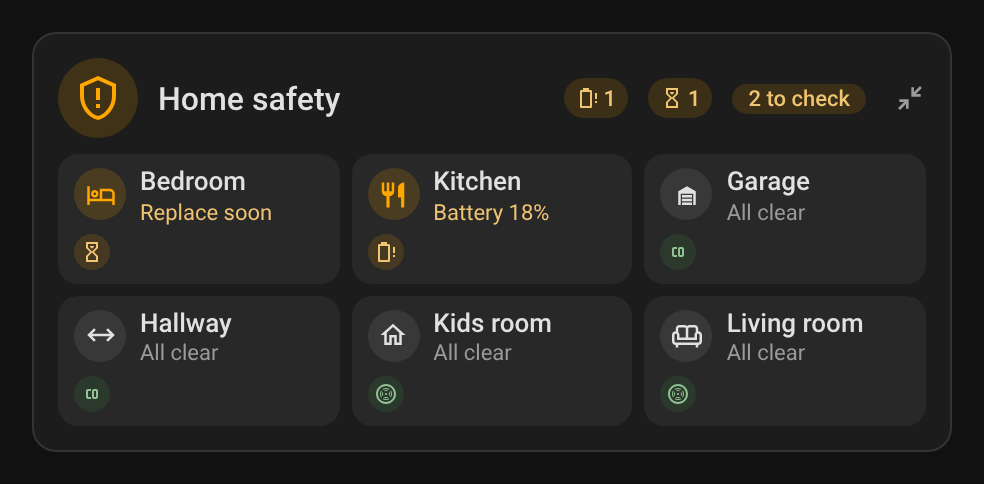 Home safety
1
1
2 to check
Bedroom
Replace soon
Kitchen
Battery 18%
Garage
All clear
CO
Hallway
All clear
CO
Kids room
All clear
Living room
All clear